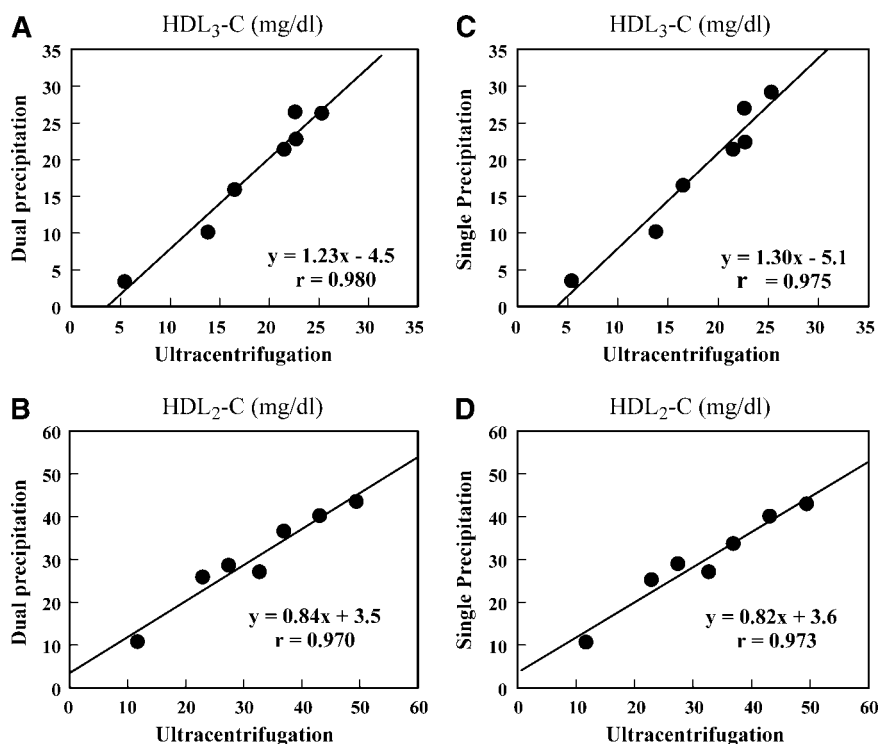 A
HDL₃-C (mg/dl)
35
30
25
20
15
10
5
0
Dual precipitation
y = 1.23x - 4.5
r = 0.980
0 5 10 15 20 25 30 35
Ultracentrifugation
C
HDL₃-C (mg/dl)
35
30
25
20
15
10
5
0
Single Precipitation
y = 1.30x - 5.1
r = 0.975
0 5 10 15 20 25 30 35
Ultracentrifugation
B
HDL₂-C (mg/dl)
60
50
40
30
20
10
0
Dual precipitation
y = 0.84x + 3.5
r = 0.970
0 10 20 30 40 50 60
Ultracentrifugation
D
HDL₂-C (mg/dl)
60
50
40
30
20
10
0
Single Precipitation
y = 0.82x + 3.6
r = 0.973
0 10 20 30 40 50 60
Ultracentrifugation